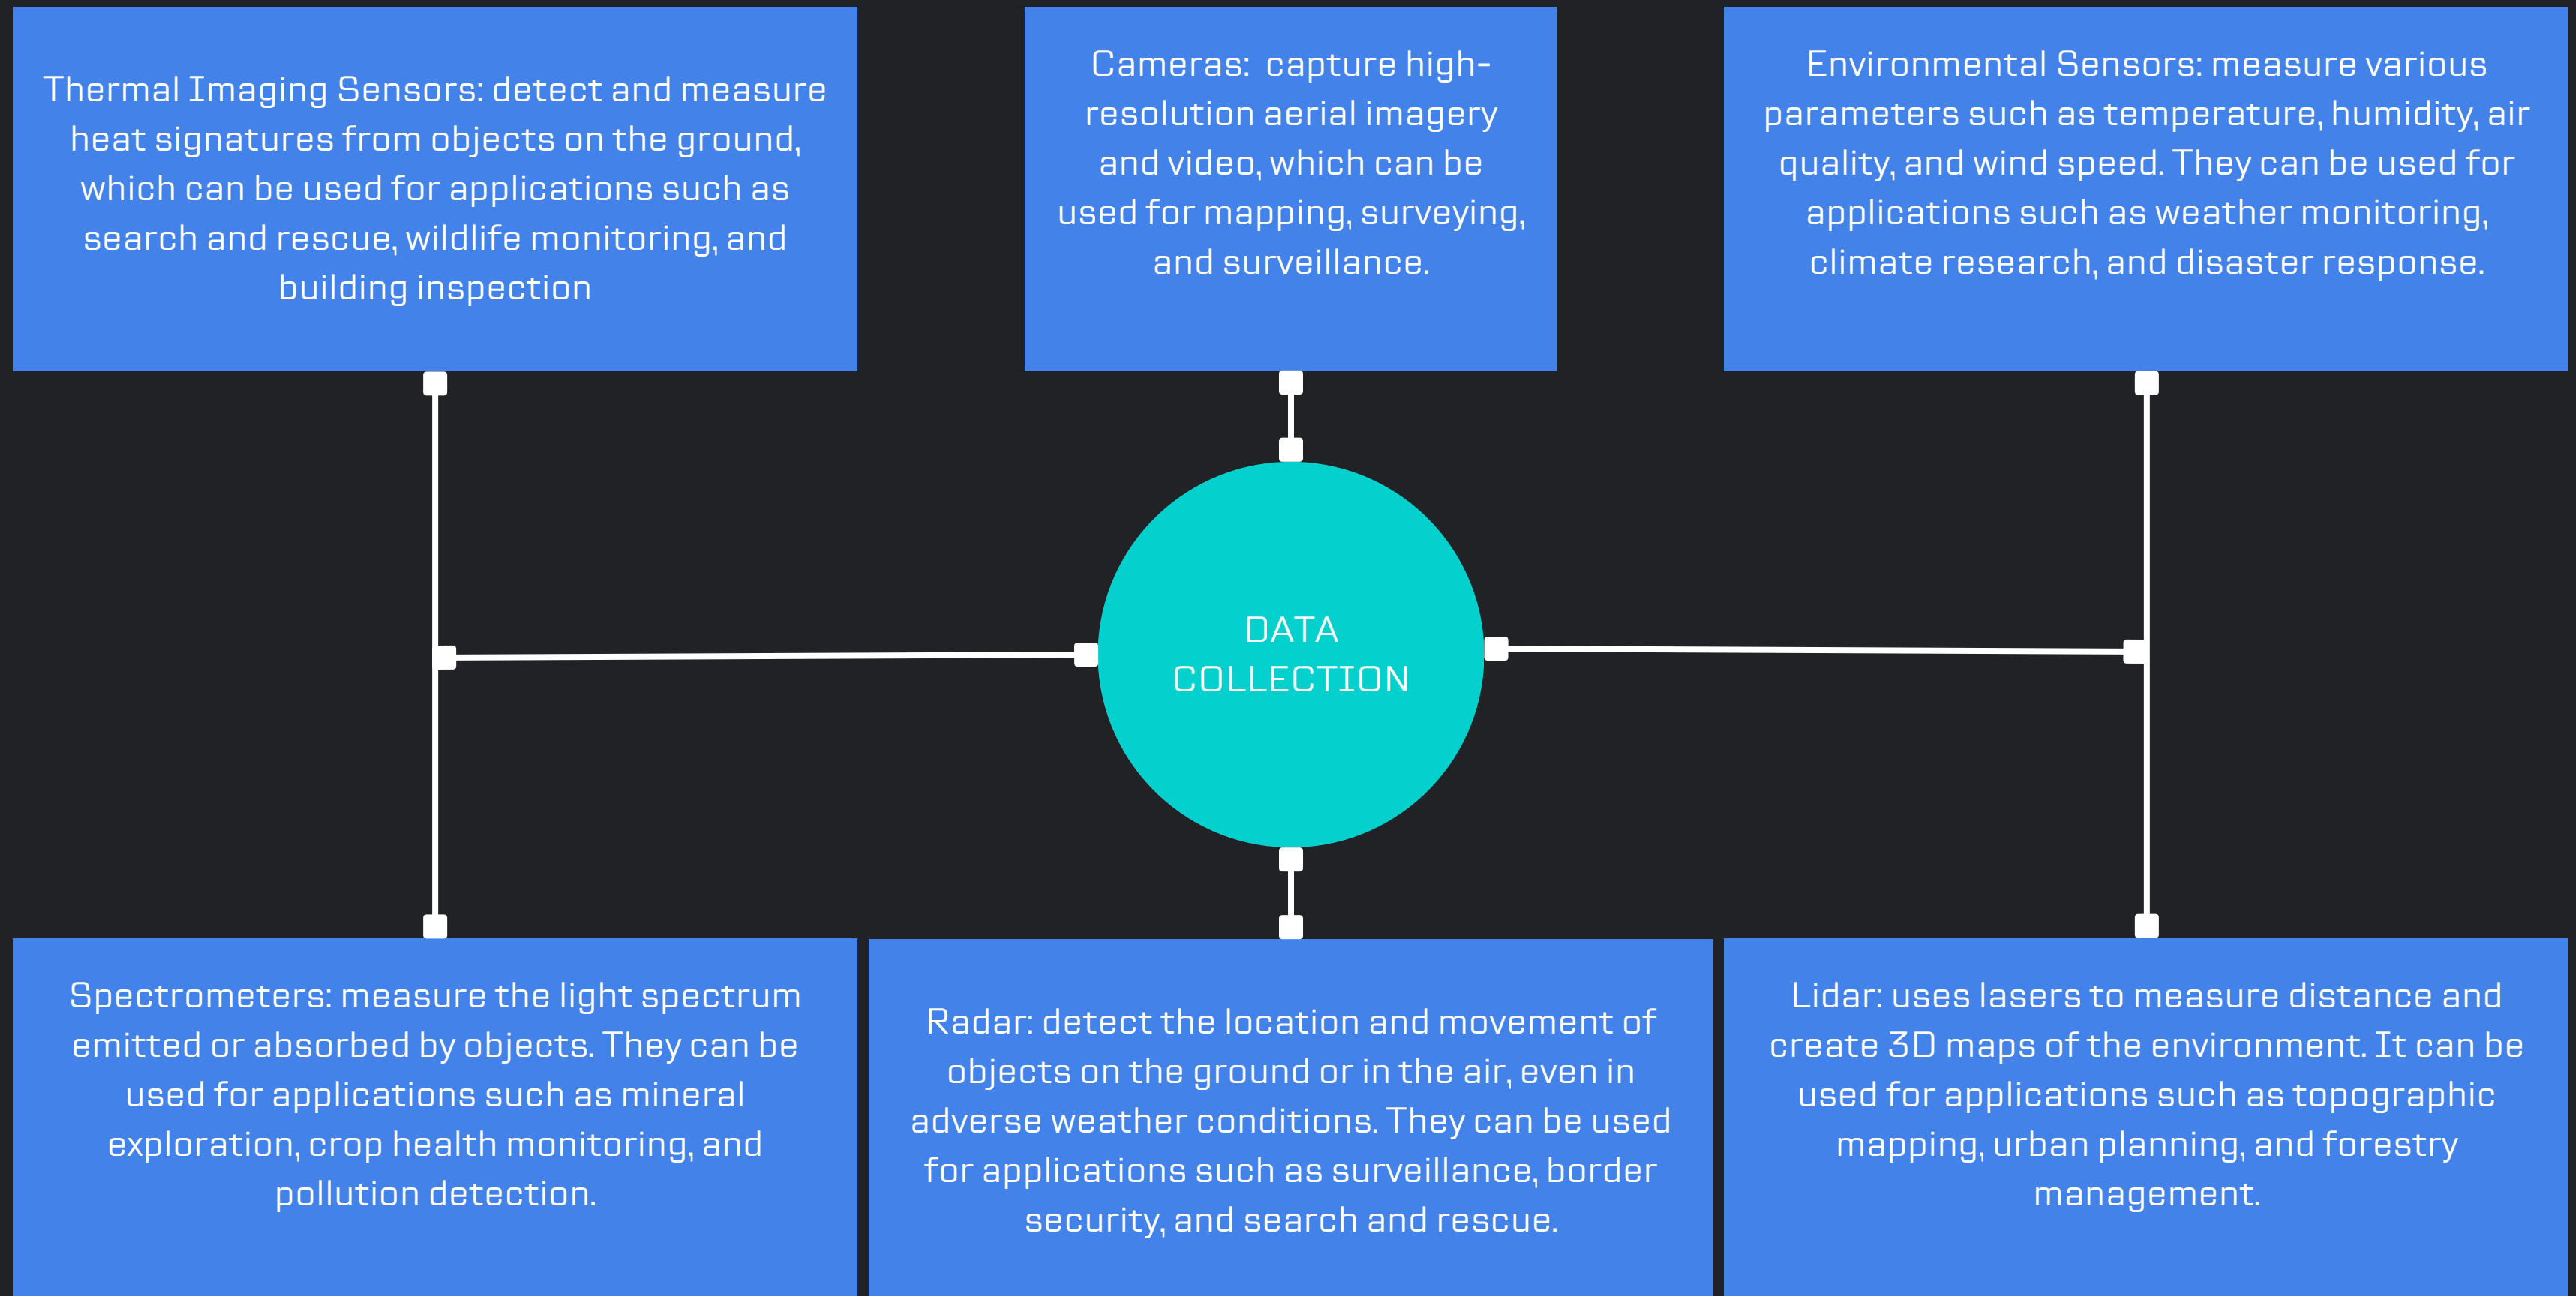 Thermal Imaging Sensors: detect and measure
heat signatures from objects on the ground,
which can be used for applications such as
search and rescue, wildlife monitoring, and
building inspection
Cameras:  capture high-
resolution aerial imagery
and video, which can be
used for mapping, surveying,
and surveillance.
Environmental Sensors: measure various
parameters such as temperature, humidity, air
quality, and wind speed. They can be used for
applications such as weather monitoring,
climate research, and disaster response.
DATA
COLLECTION
Spectrometers: measure the light spectrum
emitted or absorbed by objects. They can be
used for applications such as mineral
exploration, crop health monitoring, and
pollution detection.
Radar: detect the location and movement of
objects on the ground or in the air, even in
adverse weather conditions. They can be used
for applications such as surveillance, border
security, and search and rescue.
Lidar: uses lasers to measure distance and
create 3D maps of the environment. It can be
used for applications such as topographic
mapping, urban planning, and forestry
management.